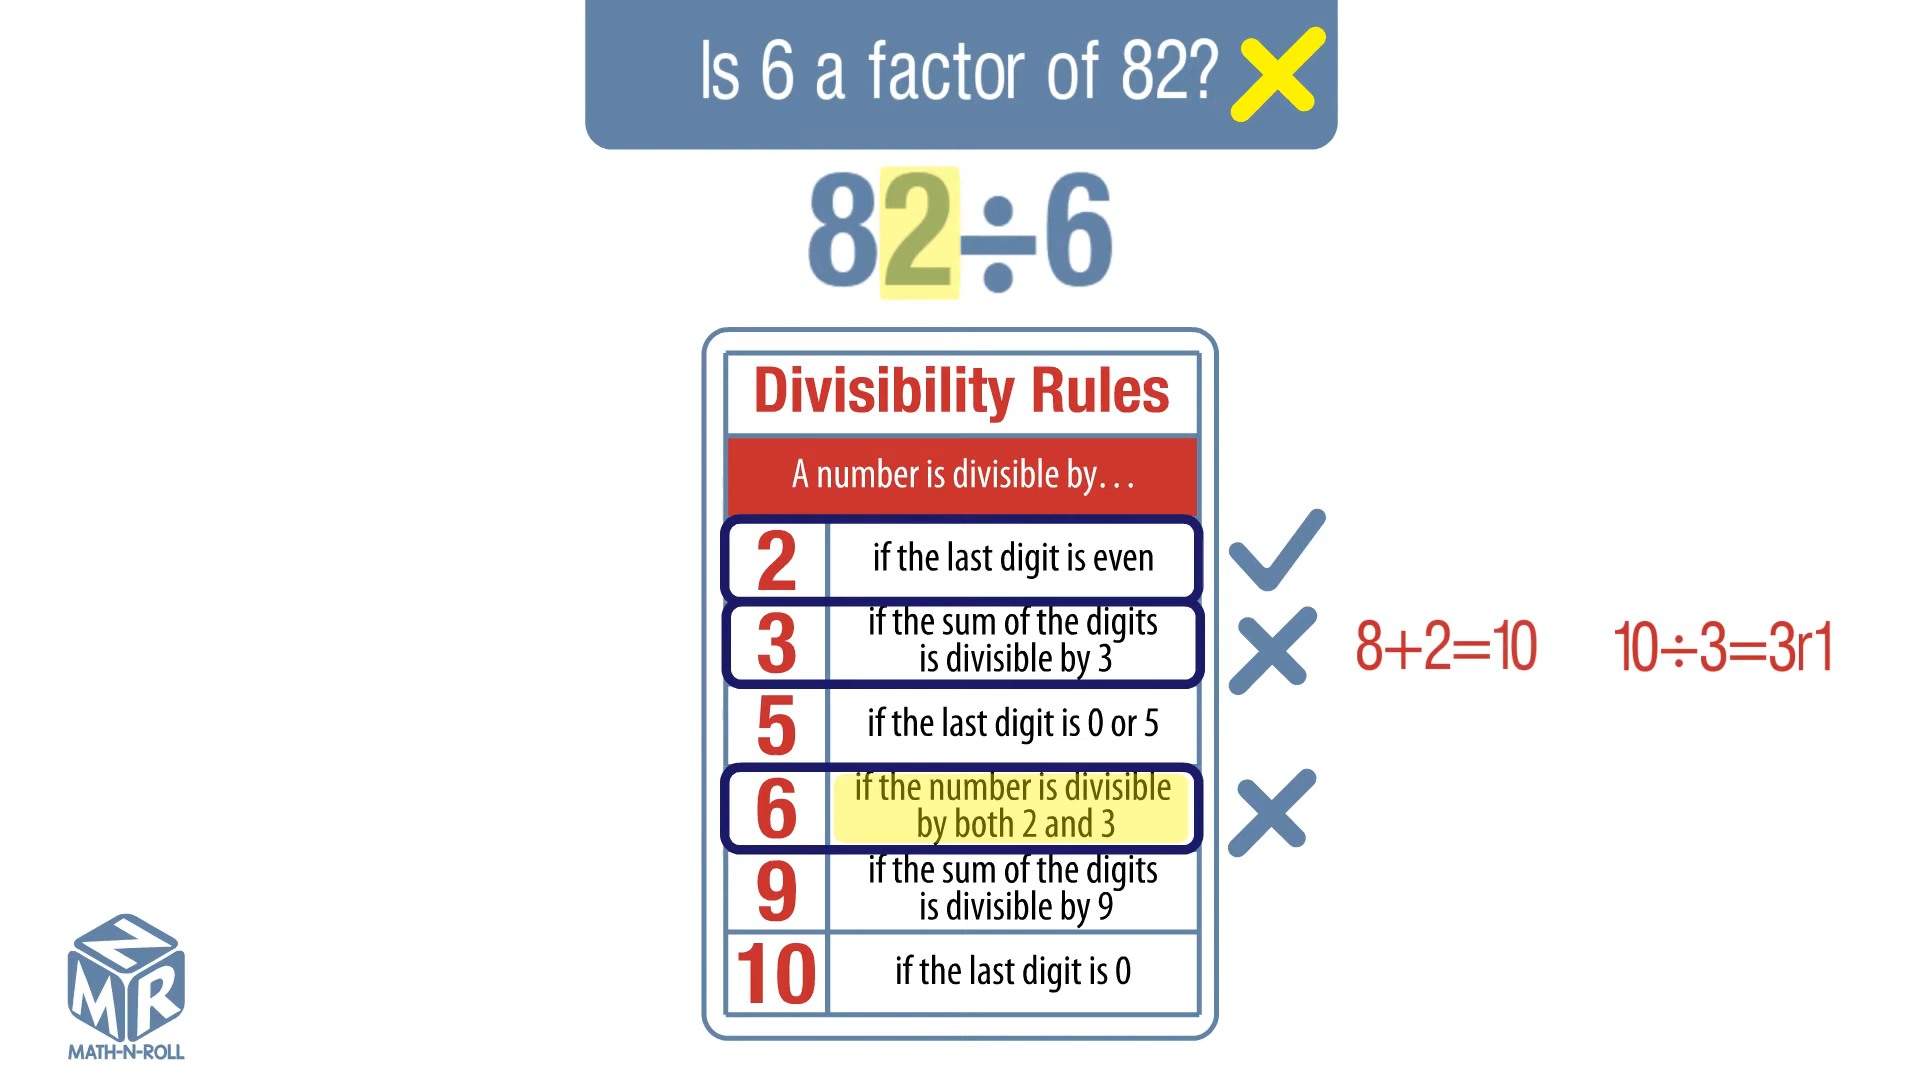 Is 6 a factor of 82?
82÷6
Divisibility Rules
A number is divisible by...
2 if the last digit is even
3 if the sum of the digits
is divisible by 3
8+2=10 10÷3=3r1
5 if the last digit is 0 or 5
6 if the number is divisible
by both 2 and 3
9 if the sum of the digits
is divisible by 9
10 if the last digit is 0
M N R
MATH-N-ROLL